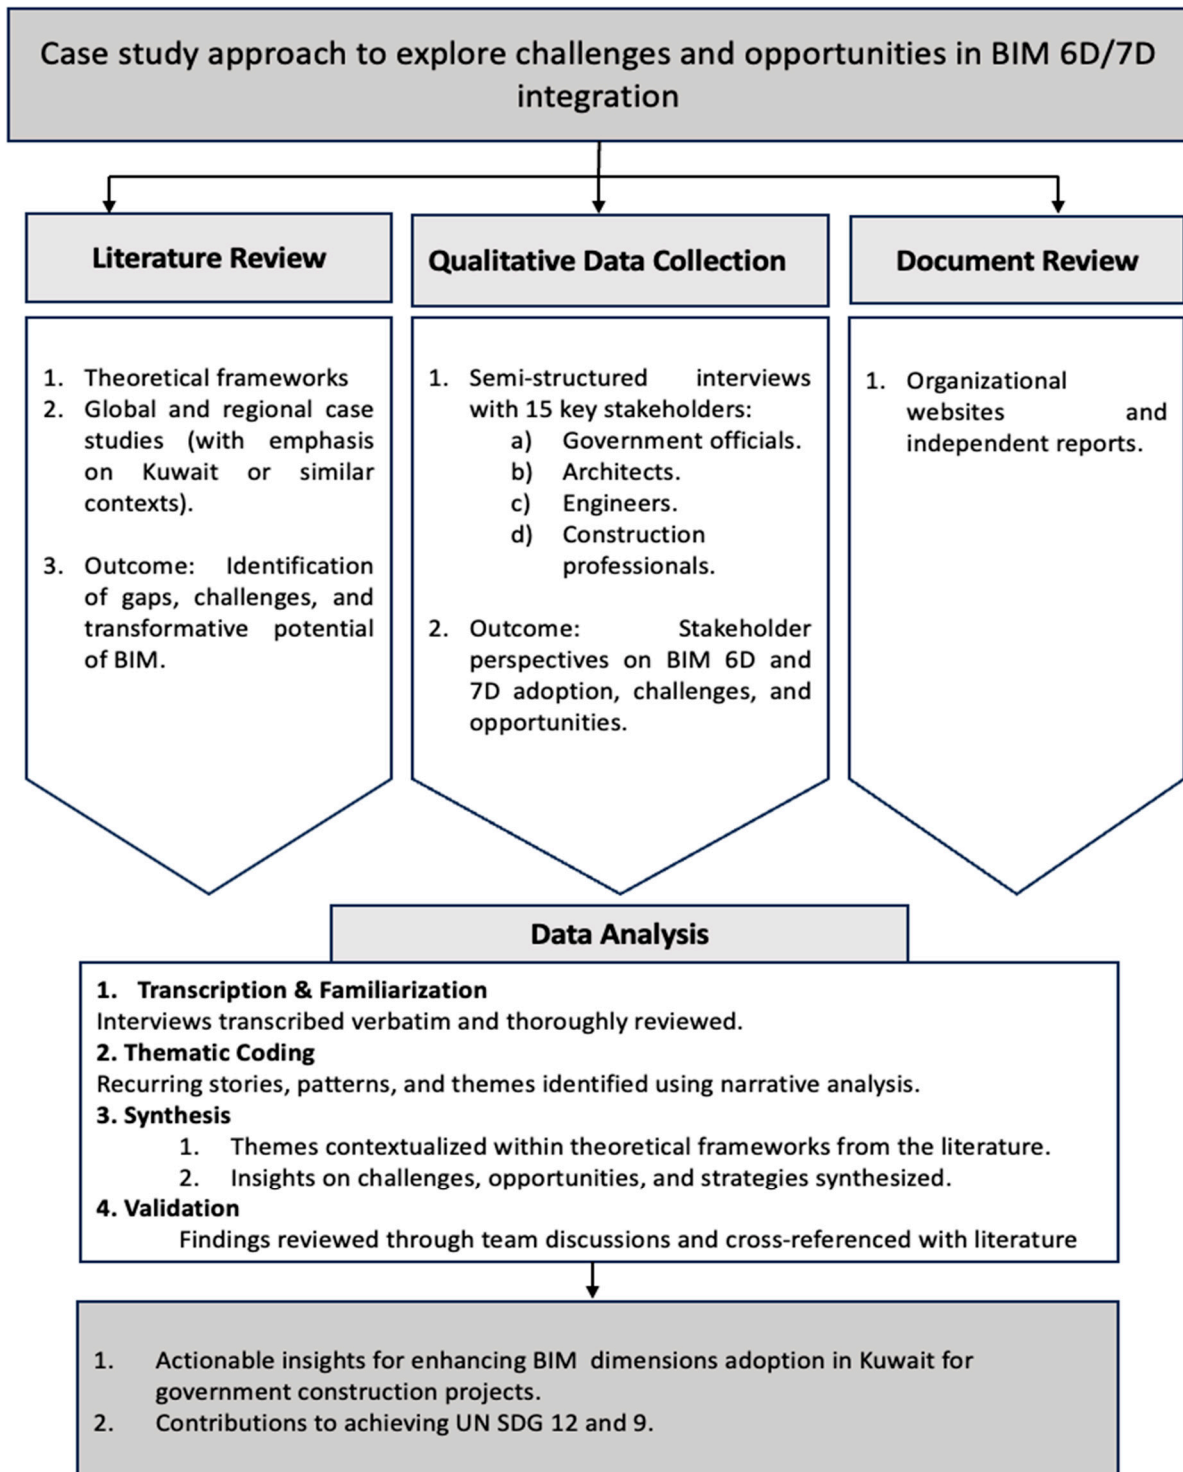 Case study approach to explore challenges and opportunities in BIM 6D/7D
integration
Literature Review
1. Theoretical frameworks
2. Global and regional case
studies (with emphasis
on Kuwait or similar
contexts).
3. Outcome: Identification
of gaps, challenges, and
transformative potential
of BIM.
Qualitative Data Collection
1. Semi-structured interviews
with 15 key stakeholders:
a) Government officials.
b) Architects.
c) Engineers.
d) Construction
professionals.
2. Outcome: Stakeholder
perspectives on BIM 6D and
7D adoption, challenges, and
opportunities.
Document Review
1. Organizational
websites and
independent reports.
Data Analysis
1. Transcription & Familiarization
Interviews transcribed verbatim and thoroughly reviewed.
2. Thematic Coding
Recurring stories, patterns, and themes identified using narrative analysis.
3. Synthesis
1. Themes contextualized within theoretical frameworks from the literature.
2. Insights on challenges, opportunities, and strategies synthesized.
4. Validation
Findings reviewed through team discussions and cross-referenced with literature
1. Actionable insights for enhancing BIM dimensions adoption in Kuwait for
government construction projects.
2. Contributions to achieving UN SDG 12 and 9.